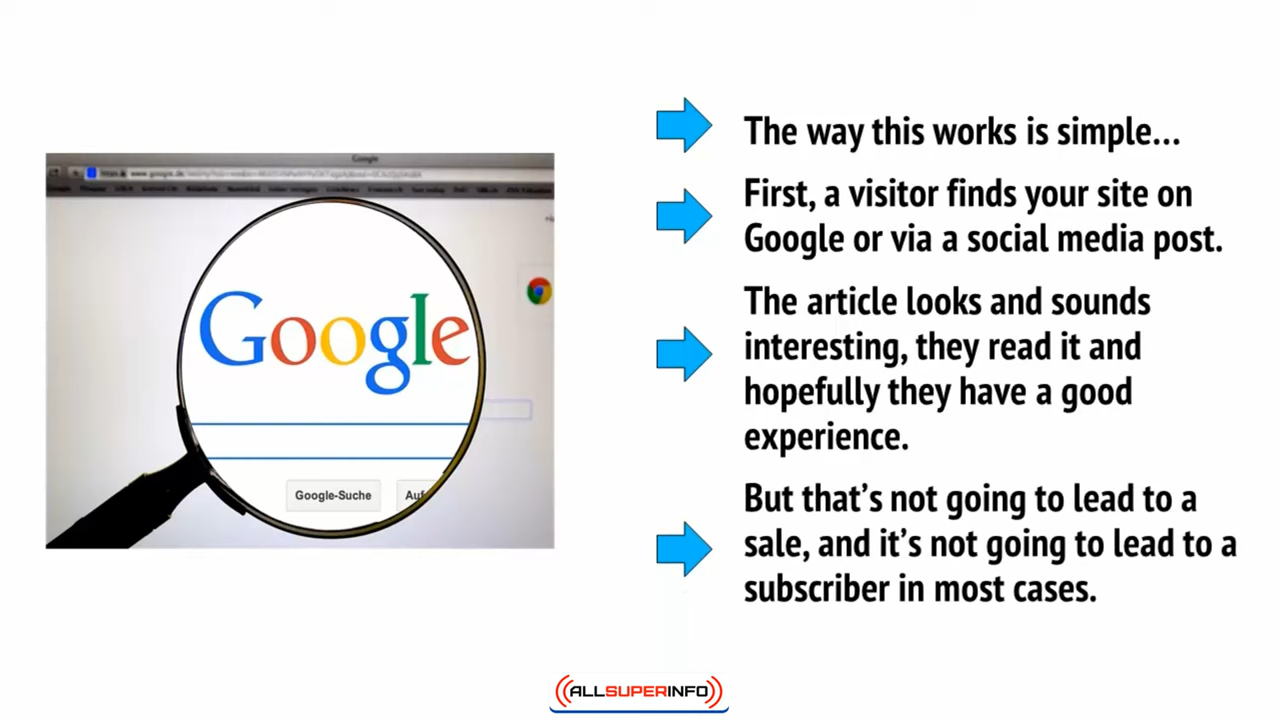 Google
Google
Google-Suche
Auf
The way this works is simple...
First, a visitor finds your site on
Google or via a social media post.
The article looks and sounds
interesting, they read it and
hopefully they have a good
experience.
But that's not going to lead to a
sale, and it's not going to lead to a
subscriber in most cases.
ALLSUPERINFO